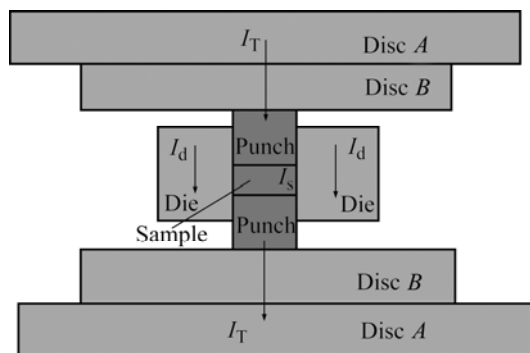 I_T
Disc A
Disc B
I_d
Punch
I_d
I_s
Die
Die
Sample
Punch
Disc B
I_T
Disc A